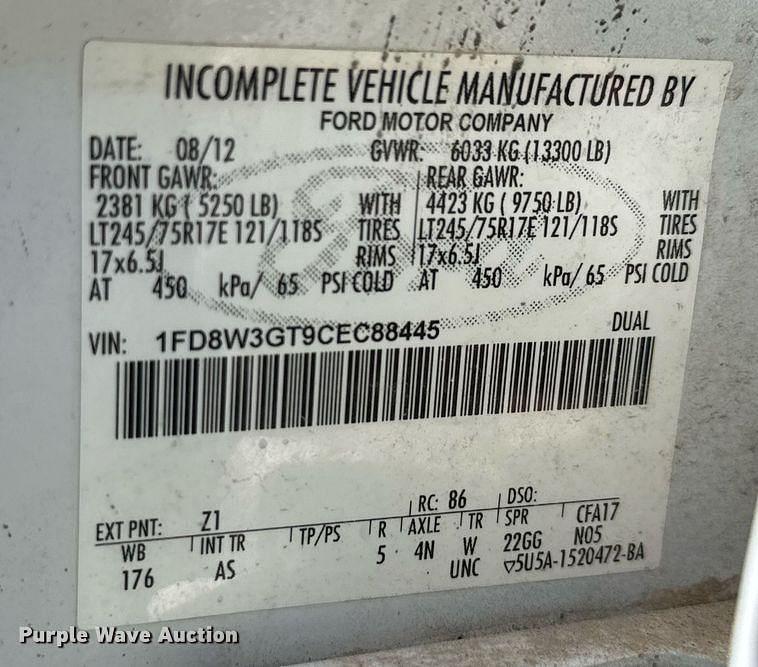 INCOMPLETE VEHICLE MANUFACTURED BY
FORD MOTOR COMPANY
DATE: 08/12 GVWR: 6033 KG (13300 LB)
FRONT GAWR: REAR GAWR:
2381 KG ( 5250 LB) WITH 4423 KG ( 9750 LB) WITH
LT245/75R17E 121/118S TIRES LT245/75R17E 121/118S TIRES
17x6.5J RIMS 17x6.5J RIMS
AT 450 kPa/ 65 PSI COLD AT 450 kPa/ 65 PSI COLD
VIN: 1FD8W3GT9CEC88445 DUAL
EXT PNT: Z1 RC: 86 DSO:
WB INT TR TP/PS R AXLE TR SPR CFA17
176 AS 5 4N W 22GG N05
UNC ▽5U5A-1520472-BA
Purple Wave Auction